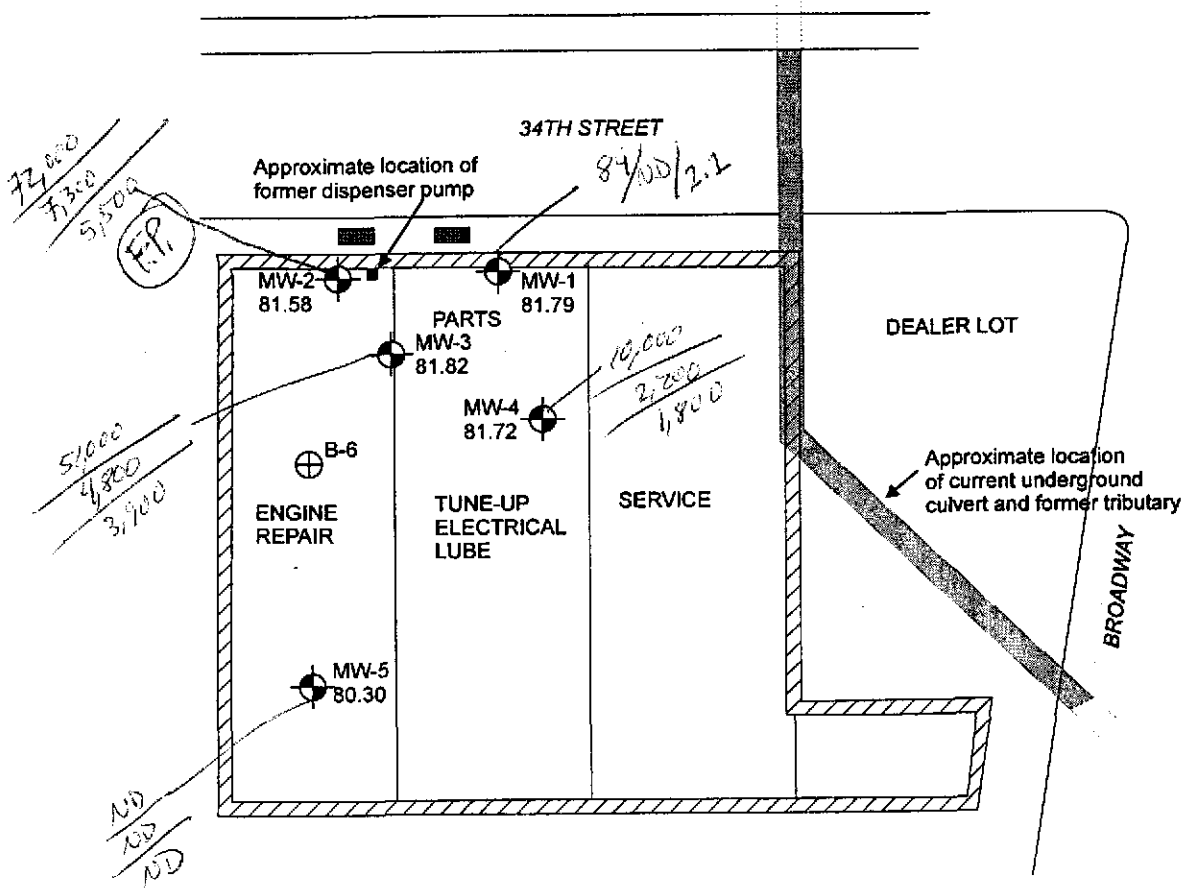 34TH STREET
84/ND/2.1
Approximate location of
former dispenser pump
72,000
7,300
5,500
F.P.
MW-2
81.58
MW-1
81.79
PARTS
MW-3
81.82
DEALER LOT
10,000
2,200
1,800
MW-4
81.72
51,000
4,800
3,900
B-6
ENGINE
REPAIR
TUNE-UP
ELECTRICAL
LUBE
SERVICE
Approximate location
of current underground
culvert and former tributary
BROADWAY
MW-5
80.30
ND
ND
ND